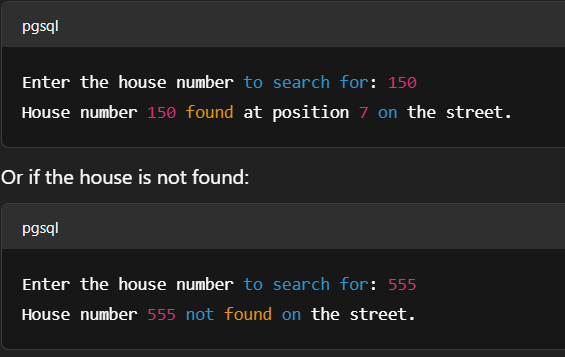 pgsql
Enter the house number to search for: 150
House number 150 found at position 7 on the street.
Or if the house is not found:
pgsql
Enter the house number to search for: 555
House number 555 not found on the street.